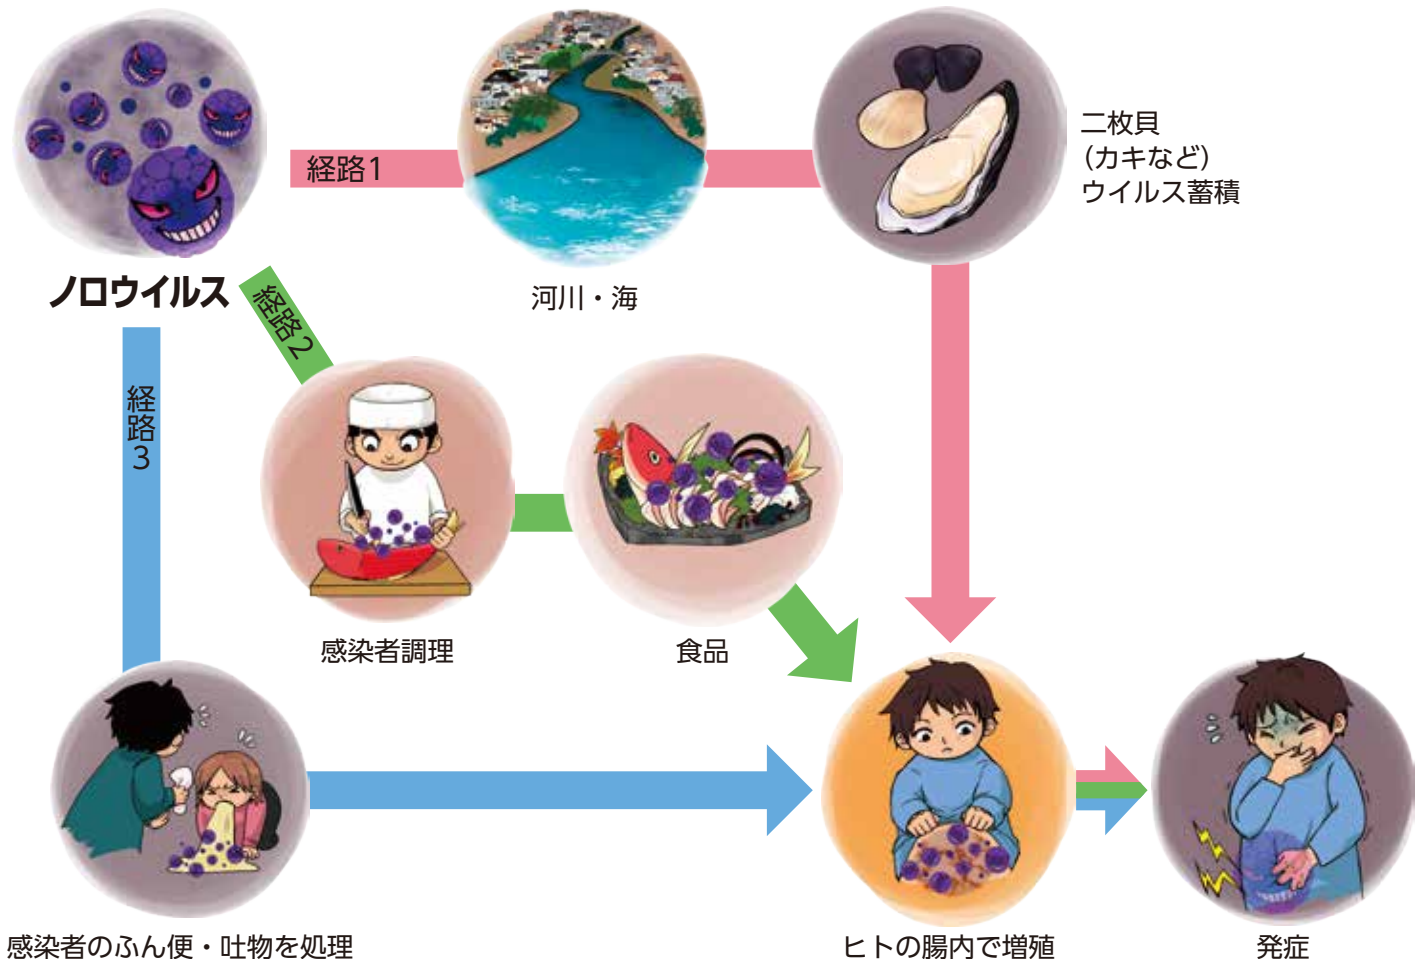 経路1
二枚貝
（カキなど）
ウイルス蓄積
ノロウイルス
河川・海
経路2
経路3
感染者調理
食品
感染者のふん便・吐物を処理
ヒトの腸内で増殖
発症